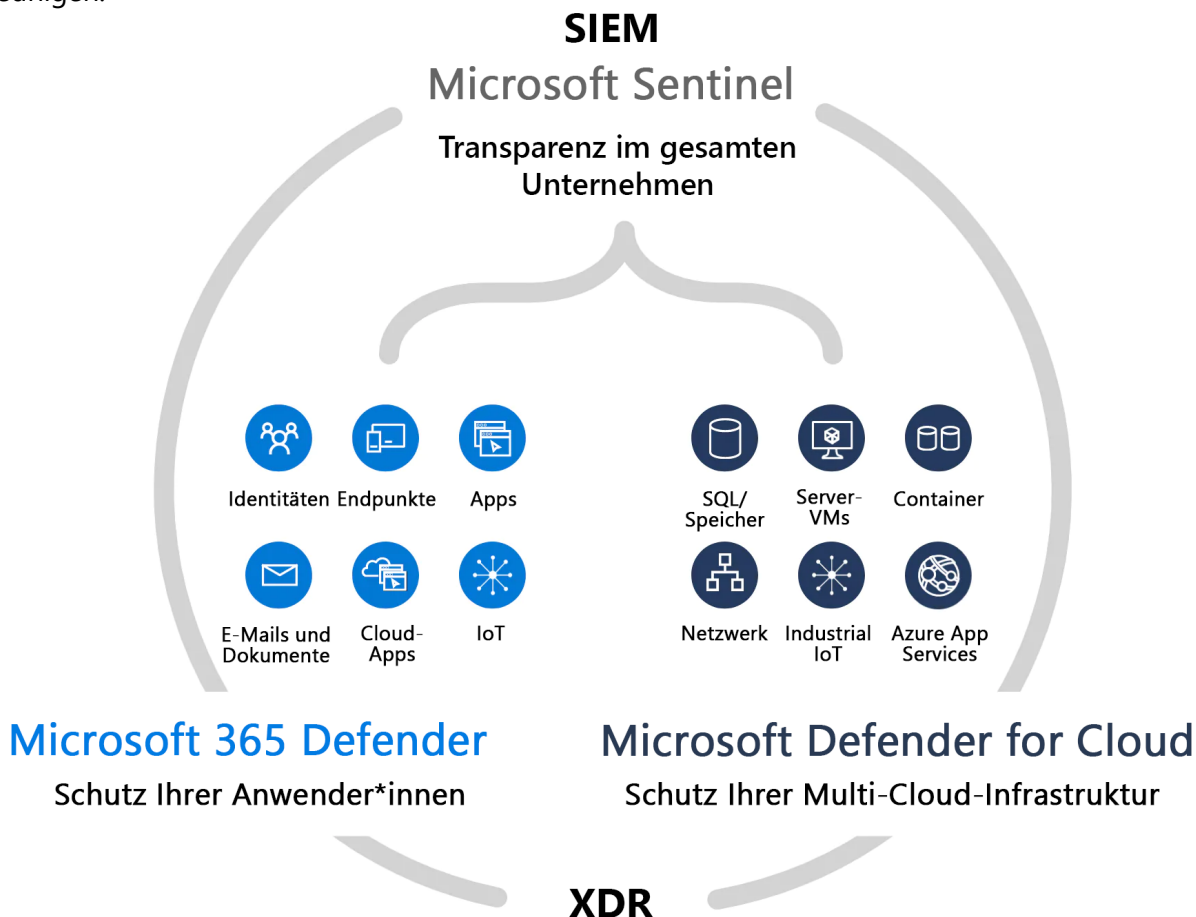 SIEM
Microsoft Sentinel
Transparenz im gesamten
Unternehmen
Identitäten Endpunkte Apps
SQL/
Speicher
Server-
VMs
Container
E-Mails und
Dokumente
Cloud-
Apps
IoT
Netzwerk
Industrial
IoT
Azure App
Services
Microsoft 365 Defender
Schutz Ihrer Anwender*innen
Microsoft Defender for Cloud
Schutz Ihrer Multi-Cloud-Infrastruktur
XDR